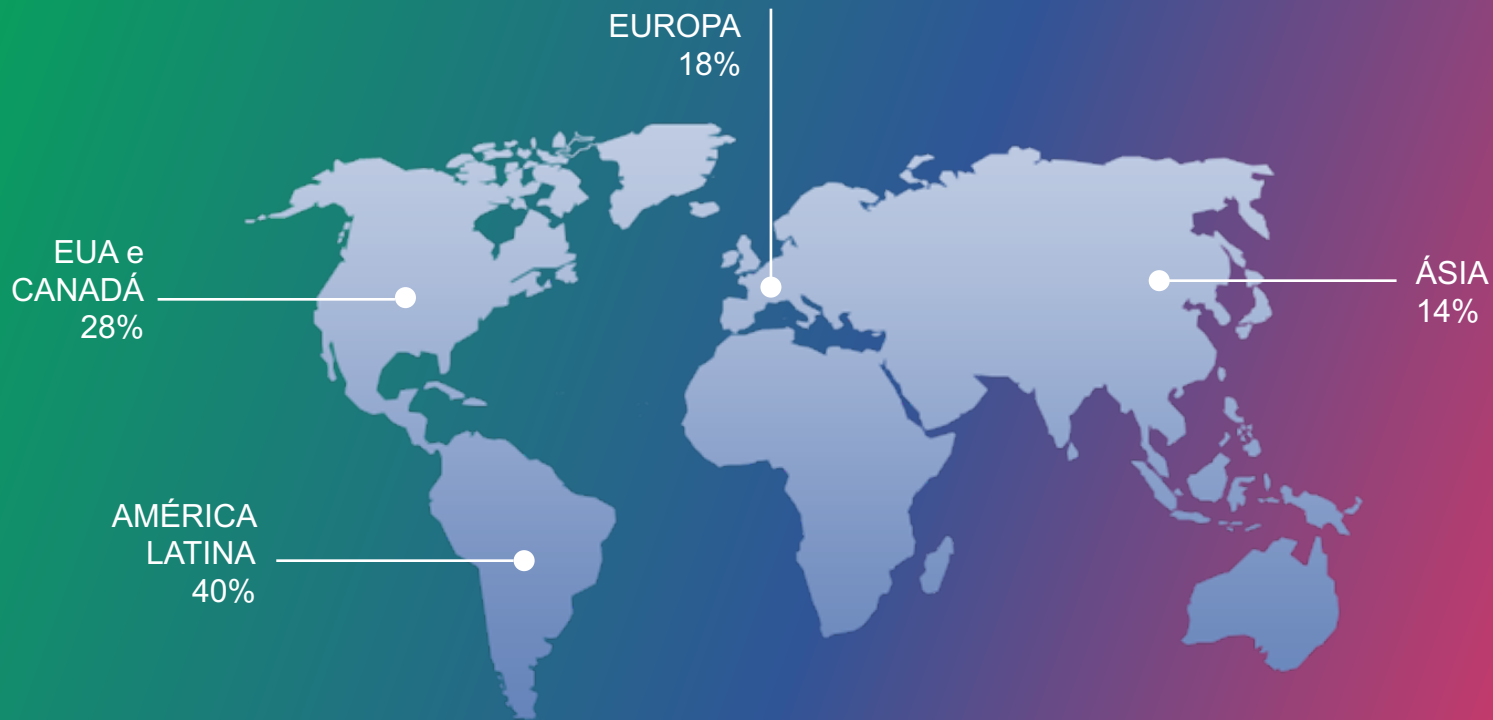 EUROPA
18%
EUA e
CANADÁ
28%
ÁSIA
14%
AMÉRICA
LATINA
40%